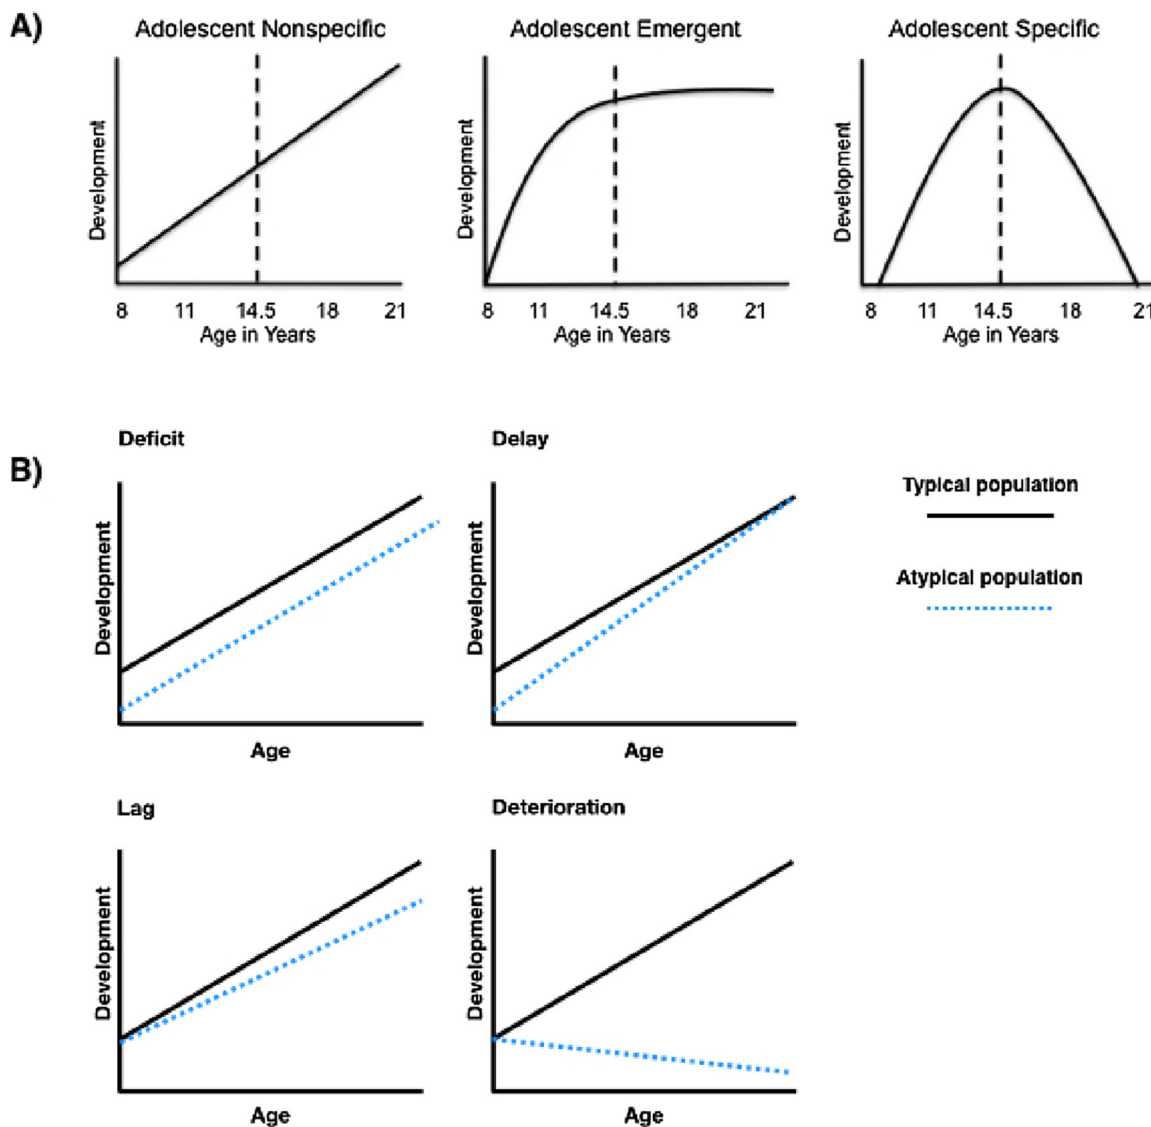 A)
Adolescent Nonspecific
Adolescent Emergent
Adolescent Specific
Development
Development
Development
8 11 14.5 18 21
8 11 14.5 18 21
8 11 14.5 18 21
Age in Years
Age in Years
Age in Years
B)
Deficit
Delay
Development
Development
Age
Age
Typical population
Atypical population
Lag
Deterioration
Development
Development
Age
Age